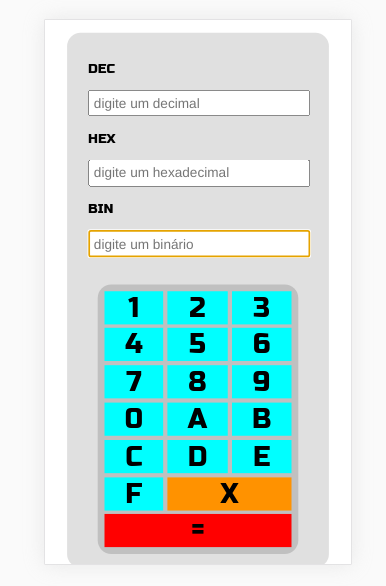 DEC
digite um decimal
HEX
digite um hexadecimal
BIN
digite um binário
1 2 3
4 5 6
7 8 9
0 A B
C D E
F X
=